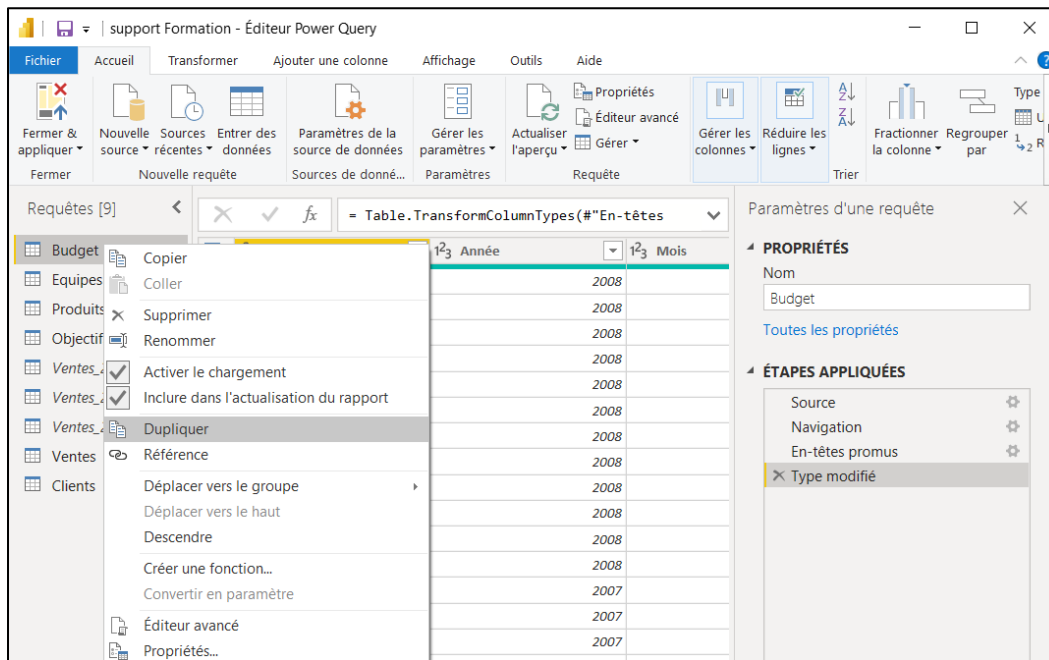 support Formation - Éditeur Power Query
Fichier Accueil Transformer Ajouter une colonne Affichage Outils Aide
Fermer & appliquer
Nouvelle source
Sources récentes
Entrer des données
Paramètres de la source de données
Gérer les paramètres
Actualiser l'aperçu
Propriétés
Éditeur avancé
Gérer
Gérer les colonnes
Réduire les lignes
Fractionner la colonne
Regrouper par
Type
Fermer
Nouvelle requête
Sources de donné...
Paramètres
Requête
Trier
Requêtes [9]
fx = Table.TransformColumnTypes(#"En-têtes
Budget
Equipes
Produits
Objectif
Ventes
Ventes
Ventes
Ventes
Clients
Copier
Coller
Supprimer
Renommer
Activer le chargement
Inclure dans l'actualisation du rapport
Dupliquer
Référence
Déplacer vers le groupe
Déplacer vers le haut
Descendre
Créer une fonction...
Convertir en paramètre
Éditeur avancé
Propriétés...
1²3 Année 1²3 Mois
2008
2008
2008
2008
2008
2008
2008
2008
2008
2008
2008
2008
2007
2007
2007
Paramètres d'une requête
PROPRIÉTÉS
Nom
Budget
Toutes les propriétés
ÉTAPES APPLIQUÉES
Source
Navigation
En-têtes promus
Type modifié